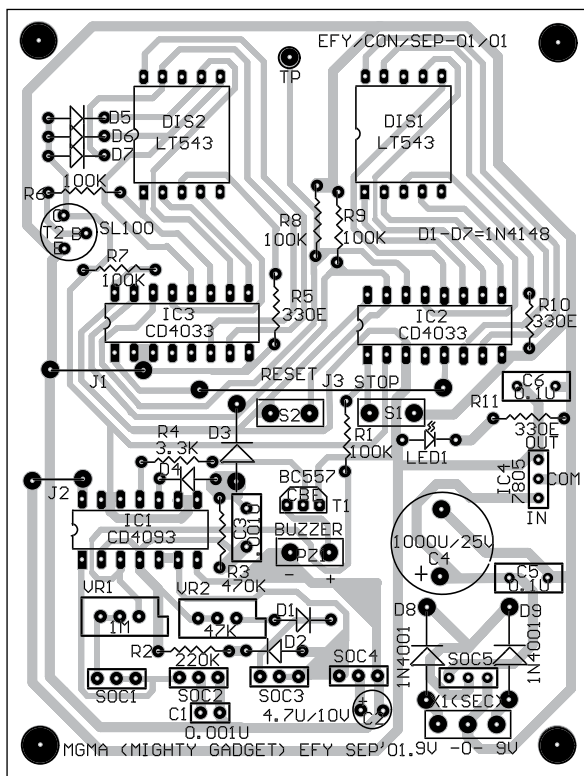 EFY/CON/SEP-01/01
TP
DIS2
LT543
DIS1
LT543
D5
D6
D7
100K
R6
C
T2
B
E
SL100
R7
100K
R8
100K
R9
100K
D1-D7=1N4148
IC3
CD4033
R5
330E
IC2
CD4033
R10
330E
J1
RESET
J3
STOP
S2
S1
C6
0.1U
R11
330E
D3
R4
3.3K
D4
R1
100K
LED1
OUT
IC4
7805
COM
IN
J2
BC557
CBE
T1
IC1
CD4093
C3
BUZZER
PZ1
- +
R3
470K
1000U/25V
C4
+
C5
0.1U
VR1
1M
VR2
47K
D1
D2
R2
220K
D8
1N4001
D9
1N4001
SOC1
SOC2
SOC3
SOC4
SOC5
C1
0.001U
4.7U/10V
+
C2
X1(SEC)
MGMA (MIGHTY GADGET) EFY SEP'01.
9V -0- 9V